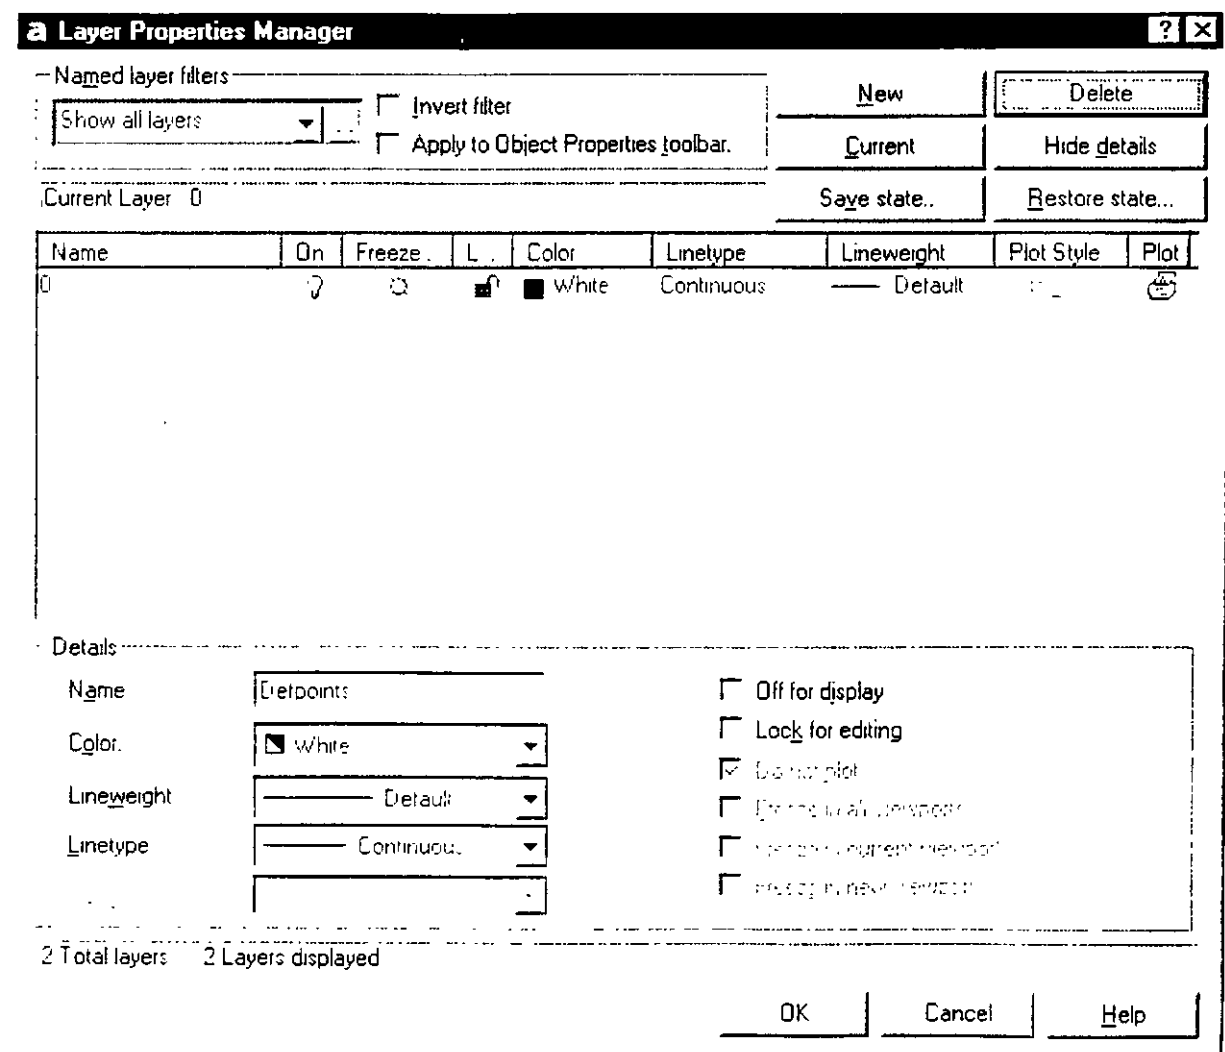 a Layer Properties Manager
Named layer filters
Show all layers
Invert filter
Apply to Object Properties toolbar.
New
Delete
Current
Hide details
Current Layer 0
Save state..
Restore state...
Name On Freeze . L . Color Linetype Lineweight Plot Style Plot
0 White Continuous Default
Details
Name
Off for display
Color.
White
Lock for editing
Do not plot
Lineweight
Default
Linetype
Continuous
2 Total layers 2 Layers displayed
OK
Cancel
Help